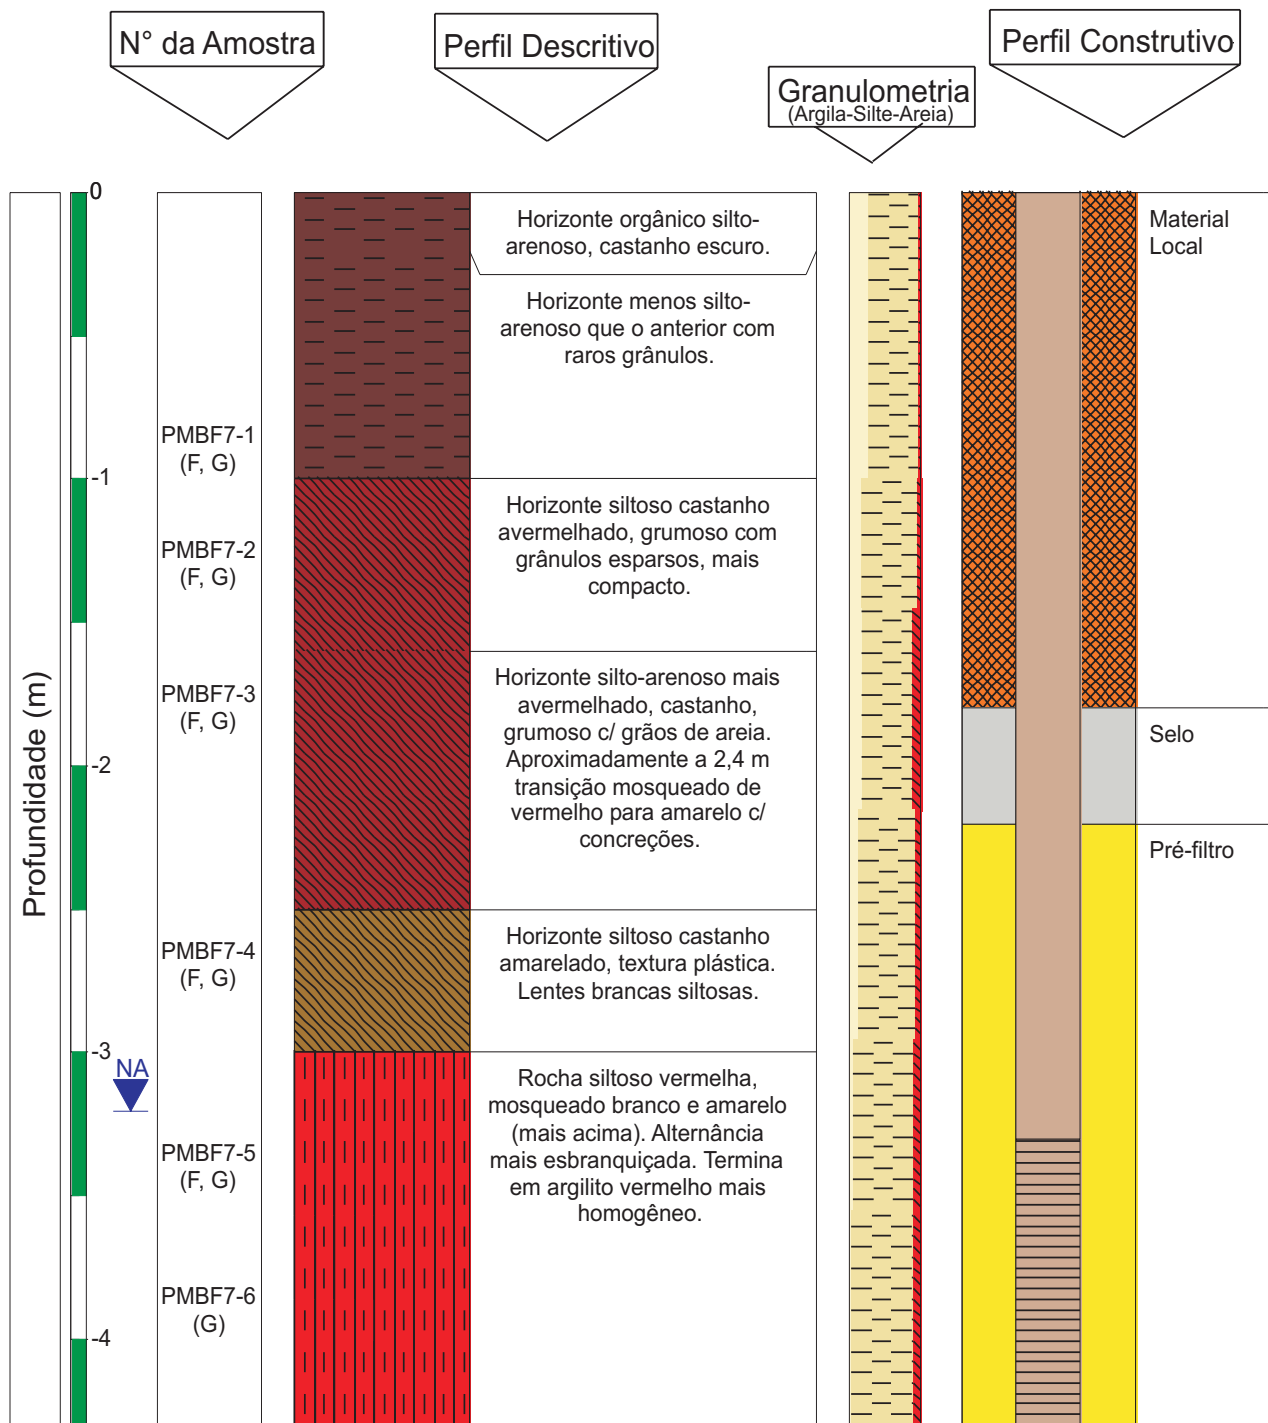 N° da Amostra
Perfil Descritivo
Granulometria
(Argila-Silte-Areia)
Perfil Construtivo
Profundidade (m)
0
-1
-2
-3
-4
NA
PMBF7-1
(F, G)
PMBF7-2
(F, G)
PMBF7-3
(F, G)
PMBF7-4
(F, G)
PMBF7-5
(F, G)
PMBF7-6
(G)
Horizonte orgânico silto-
arenoso, castanho escuro.
Horizonte menos silto-
arenoso que o anterior com
raros grânulos.
Horizonte siltoso castanho
avermelhado, grumoso com
grânulos esparsos, mais
compacto.
Horizonte silto-arenoso mais
avermelhado, castanho,
grumoso c/ grãos de areia.
Aproximadamente a 2,4 m
transição mosqueado de
vermelho para amarelo c/
concreções.
Horizonte siltoso castanho
amarelado, textura plástica.
Lentes brancas siltosas.
Rocha siltoso vermelha,
mosqueado branco e amarelo
(mais acima). Alternância
mais esbranquiçada. Termina
em argilito vermelho mais
homogêneo.
Material
Local
Selo
Pré-filtro